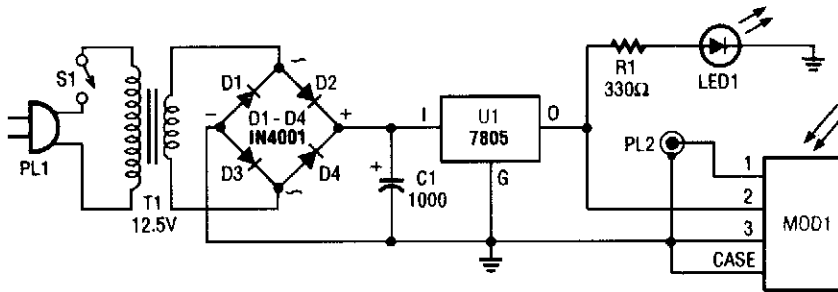 S1
PL1
T1
12.5V
~
D1
D2
D1-D4
IN4001
−
+
D3
D4
~
+
C1
1000
I
U1
7805
O
G
R1
330Ω
LED1
PL2
1
2
3
CASE
MOD1